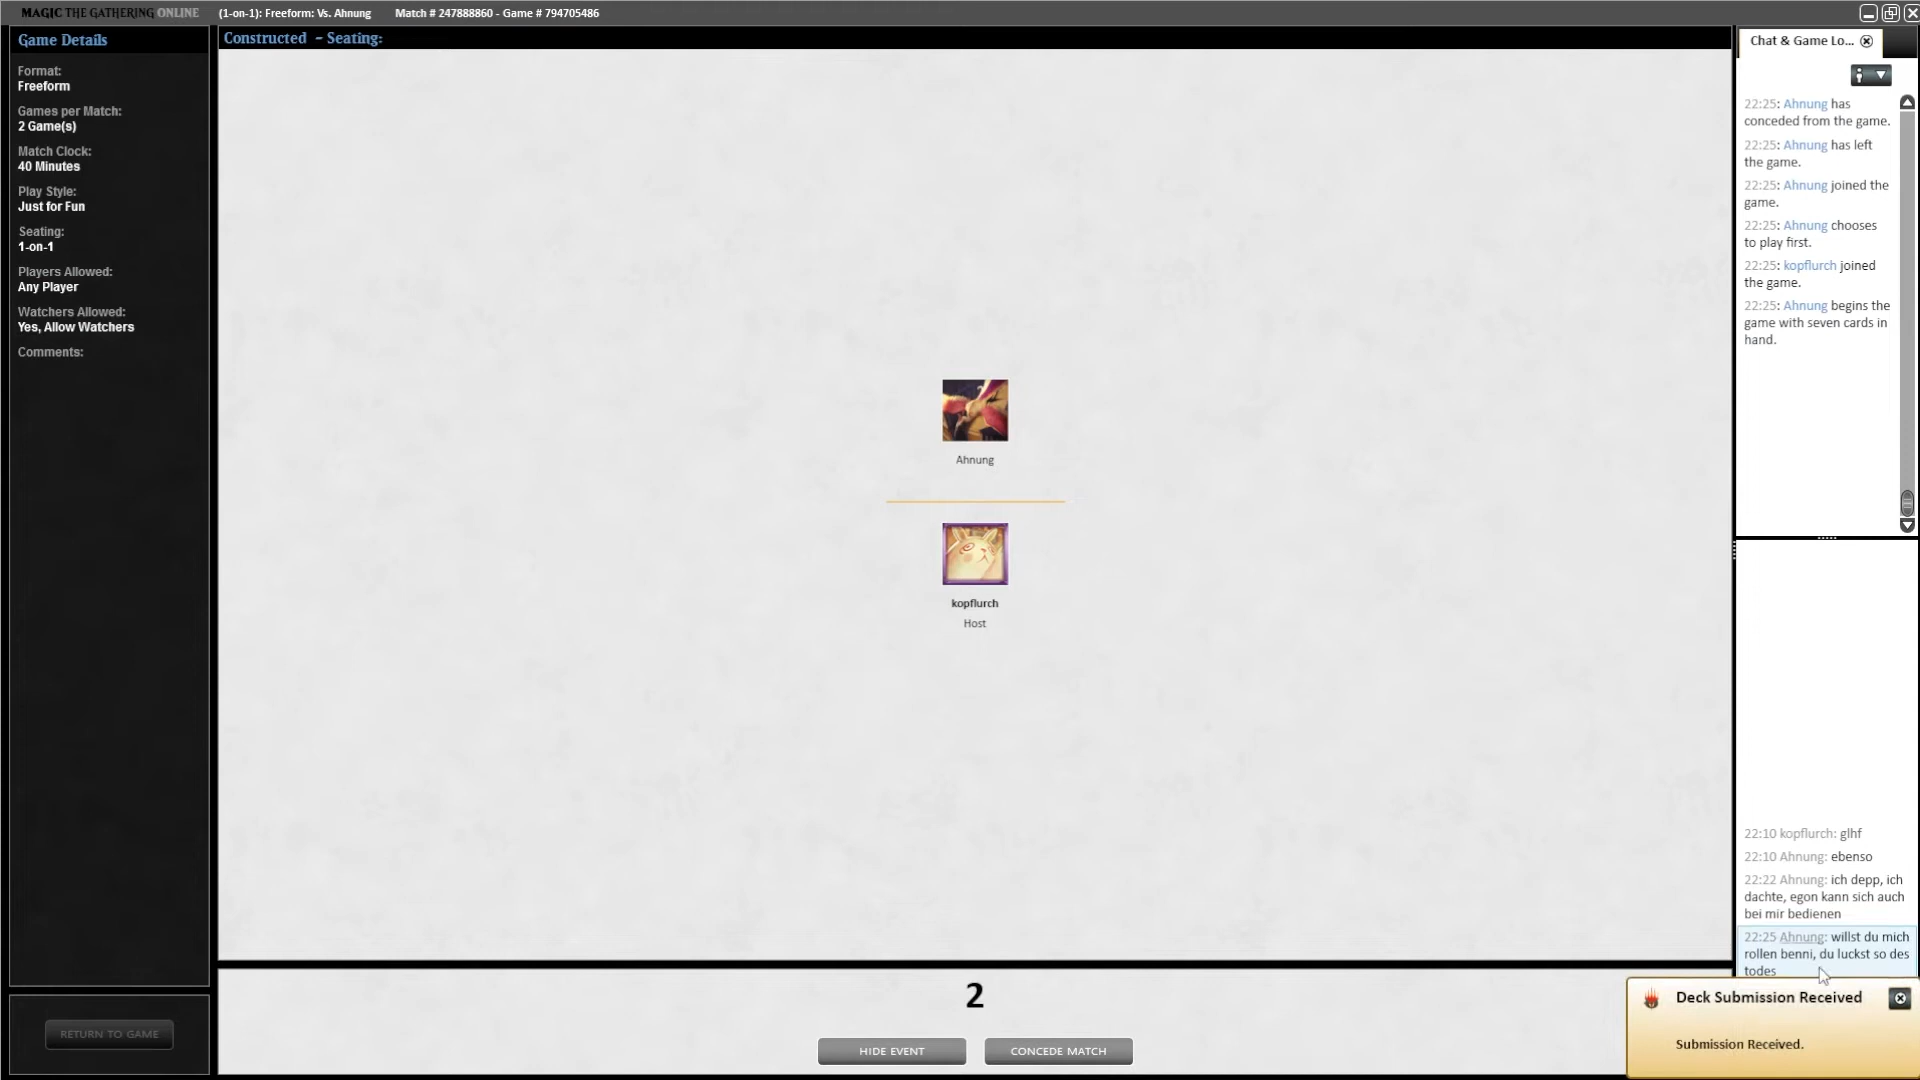 MAGIC THE GATHERING ONLINE
(1-on-1): Freeform: Vs. Ahnung
Match # 247888860 - Game # 794705486
Game Details
Format:
Freeform
Games per Match:
2 Game(s)
Match Clock:
40 Minutes
Play Style:
Just for Fun
Seating:
1-on-1
Players Allowed:
Any Player
Watchers Allowed:
Yes, Allow Watchers
Comments:
RETURN TO GAME
Constructed - Seating:
Ahnung
kopflurch
Host
2
HIDE EVENT
CONCEDE MATCH
Chat & Game Lo...
22:25: Ahnung has
conceded from the game.
22:25: Ahnung has left
the game.
22:25: Ahnung joined the
game.
22:25: Ahnung chooses
to play first.
22:25: kopflurch joined
the game.
22:25: Ahnung begins the
game with seven cards in
hand.
22:10 kopflurch: glhf
22:10 Ahnung: ebenso
22:22 Ahnung: ich depp, ich
dachte, egon kann sich auch
bei mir bedienen
22:25 Ahnung: willst du mich
rollen benni, du luckst so des
todes
Deck Submission Received
Submission Received.